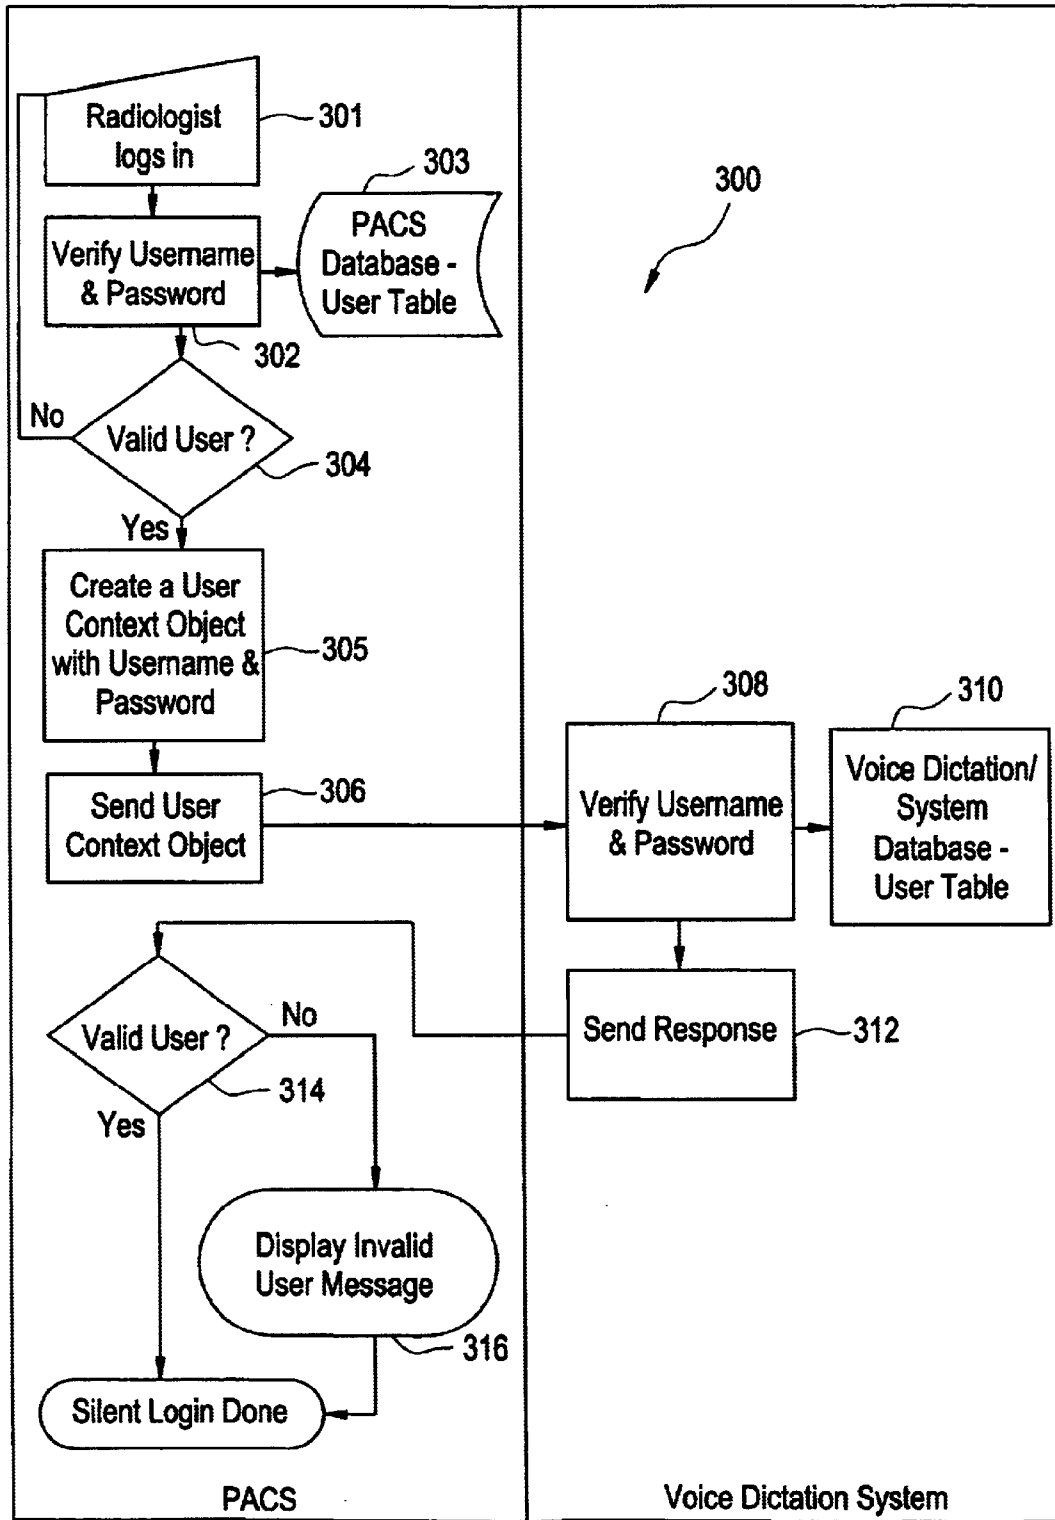 Radiologist
logs in
301
303
300
Verify Username
& Password
PACS
Database -
User Table
302
No
Valid User ?
304
Yes
Create a User
Context Object
with Username &
Password
305
308
310
Send User
Context Object
306
Verify Username
& Password
Voice Dictation/
System
Database -
User Table
Valid User ?
No
Send Response
312
314
Yes
Display Invalid
User Message
316
Silent Login Done
PACS
Voice Dictation System